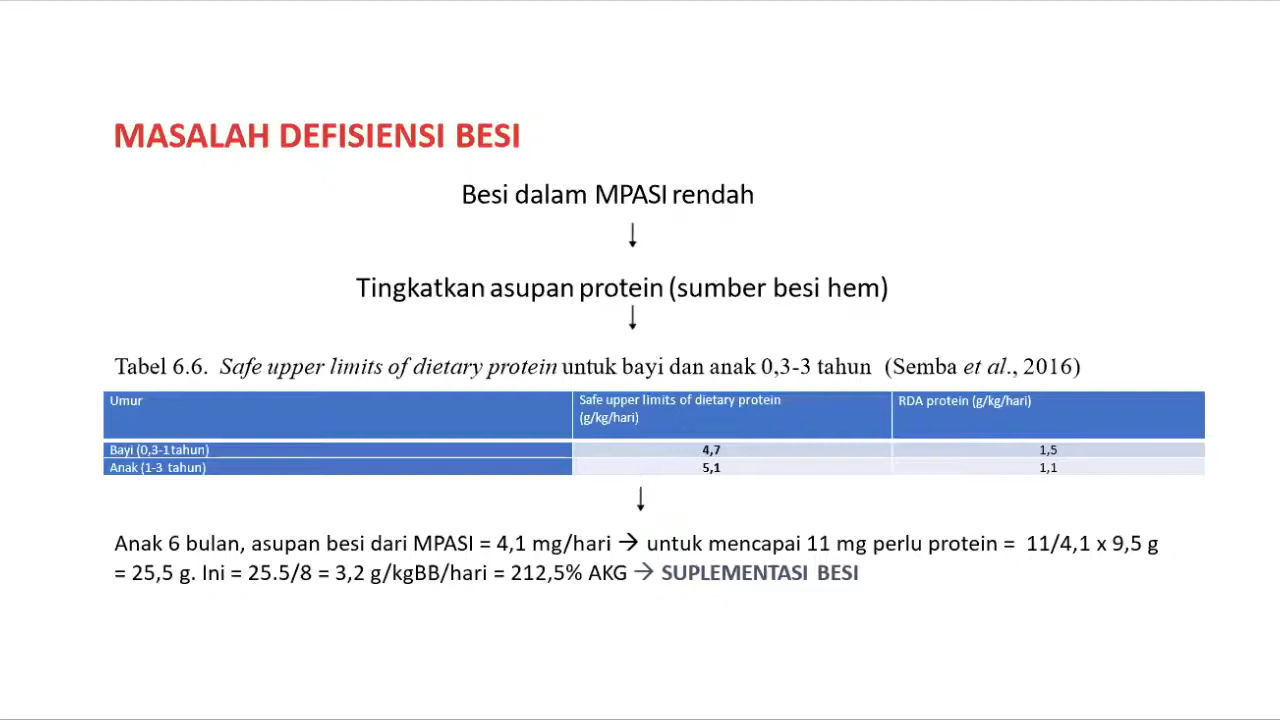 MASALAH DEFISIENSI BESI
Besi dalam MPASI rendah
↓
Tingkatkan asupan protein (sumber besi hem)
↓
Tabel 6.6. Safe upper limits of dietary protein untuk bayi dan anak 0,3-3 tahun (Semba et al., 2016)
Umur Safe upper limits of dietary protein (g/kg/hari) RDA protein (g/kg/hari)
Bayi (0,3-1 tahun) 4,7 1,5
Anak (1-3 tahun) 5,1 1,1
↓
Anak 6 bulan, asupan besi dari MPASI = 4,1 mg/hari → untuk mencapai 11 mg perlu protein = 11/4,1 x 9,5 g
= 25,5 g. Ini = 25.5/8 = 3,2 g/kgBB/hari = 212,5% AKG → SUPLEMENTASI BESI